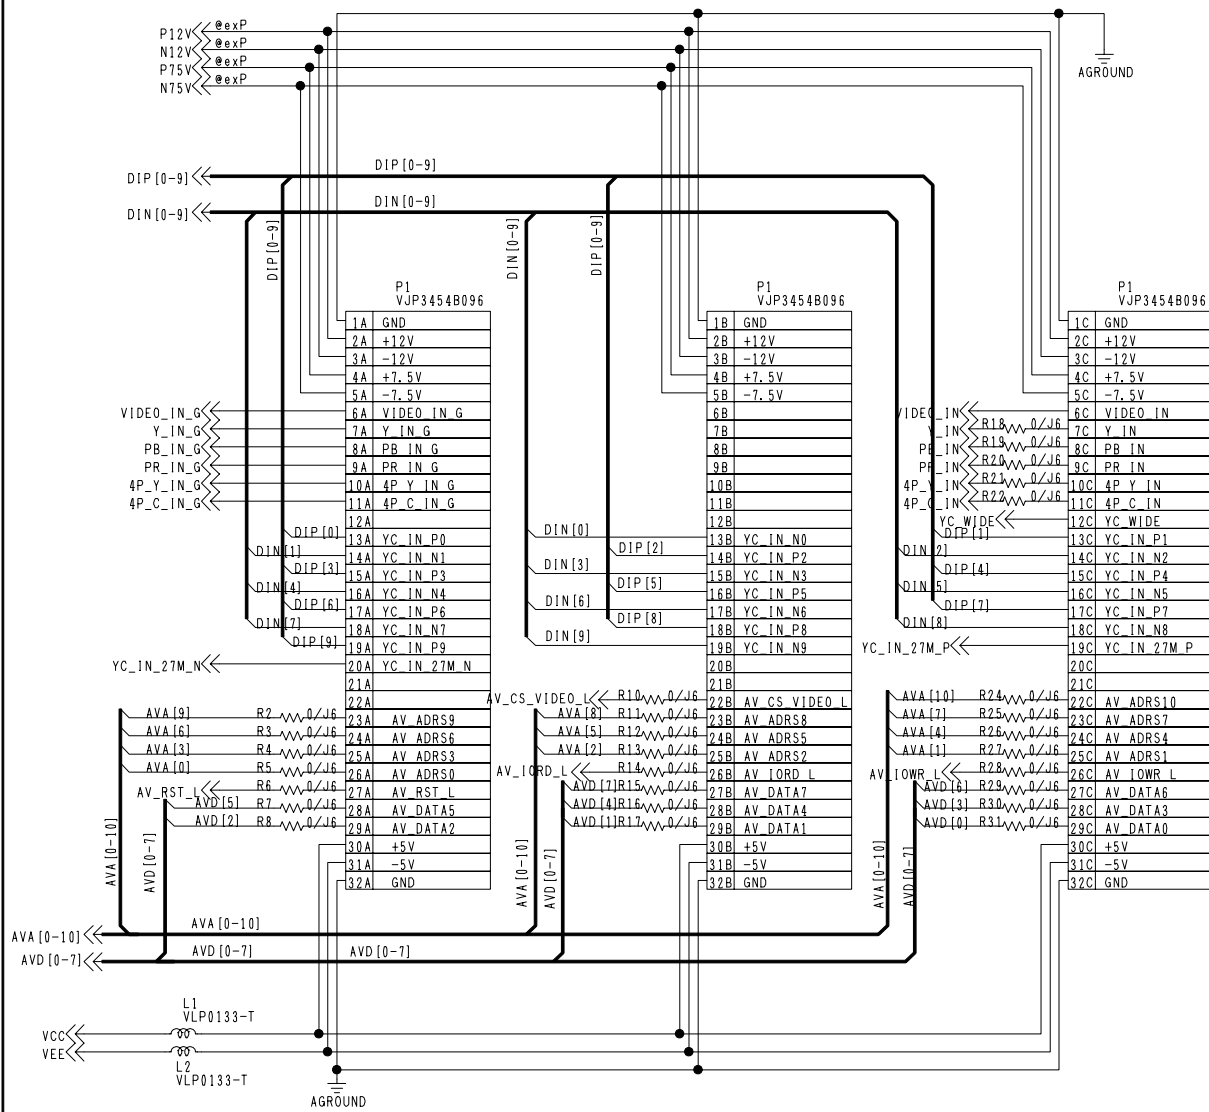 P12V @exP
N12V @exP
P75V @exP
N75V @exP
AGROUND
DIP[0-9] DIP[0-9]
DIN[0-9] DIN[0-9]
DIP[0-9]
DIN[0-9]
DIP[0-9]
P1
VJP3454B096
1A GND
2A +12V
3A -12V
4A +7.5V
5A -7.5V
VIDEO_IN_G 6A VIDEO_IN_G
Y_IN_G 7A Y_IN_G
PB_IN_G 8A PB_IN_G
PR_IN_G 9A PR_IN_G
4P_Y_IN_G 10A 4P_Y_IN_G
4P_C_IN_G 11A 4P_C_IN_G
12A
DIP[0] 13A YC_IN_P0
DIN[1] 14A YC_IN_N1
DIP[3] 15A YC_IN_P3
DIN[4] 16A YC_IN_N4
DIP[6] 17A YC_IN_P6
DIN[7] 18A YC_IN_N7
DIP[9] 19A YC_IN_P9
YC_IN_27M_N 20A YC_IN_27M_N
21A
22A
AVA[9] R2 0/J6 23A AV_ADRS9
AVA[6] R3 0/J6 24A AV_ADRS6
AVA[3] R4 0/J6 25A AV_ADRS3
AVA[0] R5 0/J6 26A AV_ADRS0
AV_RST_L R6 0/J6 27A AV_RST_L
AVD[5] R7 0/J6 28A AV_DATA5
AVD[2] R8 0/J6 29A AV_DATA2
30A +5V
31A -5V
32A GND
AVA[0-10]
AVD[0-7]
P1
VJP3454B096
1B GND
2B +12V
3B -12V
4B +7.5V
5B -7.5V
6B
7B
8B
9B
10B
11B
12B
DIN[0] 13B YC_IN_N0
DIP[2] 14B YC_IN_P2
DIN[3] 15B YC_IN_N3
DIP[5] 16B YC_IN_P5
DIN[6] 17B YC_IN_N6
DIP[8] 18B YC_IN_P8
DIN[9] 19B YC_IN_N9
20B
21B
AV_CS_VIDEO_L R10 0/J6 22B AV_CS_VIDEO_L
AVA[8] R11 0/J6 23B AV_ADRS8
AVA[5] R12 0/J6 24B AV_ADRS5
AVA[2] R13 0/J6 25B AV_ADRS2
AV_IORD_L R14 0/J6 26B AV_IORD_L
AVD[7] R15 0/J6 27B AV_DATA7
AVD[4] R16 0/J6 28B AV_DATA4
AVD[1] R17 0/J6 29B AV_DATA1
30B +5V
31B -5V
32B GND
AVA[0-10]
AVD[0-7]
P1
VJP3454B096
1C GND
2C +12V
3C -12V
4C +7.5V
5C -7.5V
VIDEO_IN 6C VIDEO_IN
Y_IN R18 0/J6 7C Y_IN
PB_IN R19 0/J6 8C PB_IN
PR_IN R20 0/J6 9C PR_IN
4P_Y_IN R21 0/J6 10C 4P_Y_IN
4P_C_IN R22 0/J6 11C 4P_C_IN
YC_WIDE 12C YC_WIDE
DIP[1] 13C YC_IN_P1
DIN[2] 14C YC_IN_N2
DIP[4] 15C YC_IN_P4
DIN[5] 16C YC_IN_N5
DIP[7] 17C YC_IN_P7
DIN[8] 18C YC_IN_N8
YC_IN_27M_P 19C YC_IN_27M_P
20C
21C
AVA[10] R24 0/J6 22C AV_ADRS10
AVA[7] R25 0/J6 23C AV_ADRS7
AVA[4] R26 0/J6 24C AV_ADRS4
AVA[1] R27 0/J6 25C AV_ADRS1
AV_IOWR_L R28 0/J6 26C AV_IOWR_L
AVD[6] R29 0/J6 27C AV_DATA6
AVD[3] R30 0/J6 28C AV_DATA3
AVD[0] R31 0/J6 29C AV_DATA0
30C +5V
31C -5V
32C GND
AVA[0-10]
AVD[0-7]
AVA[0-10] AVA[0-10]
AVD[0-7] AVD[0-7] AVD[0-7]
L1
VLP0133-T
VCC
VEE
L2
VLP0133-T
AGROUND